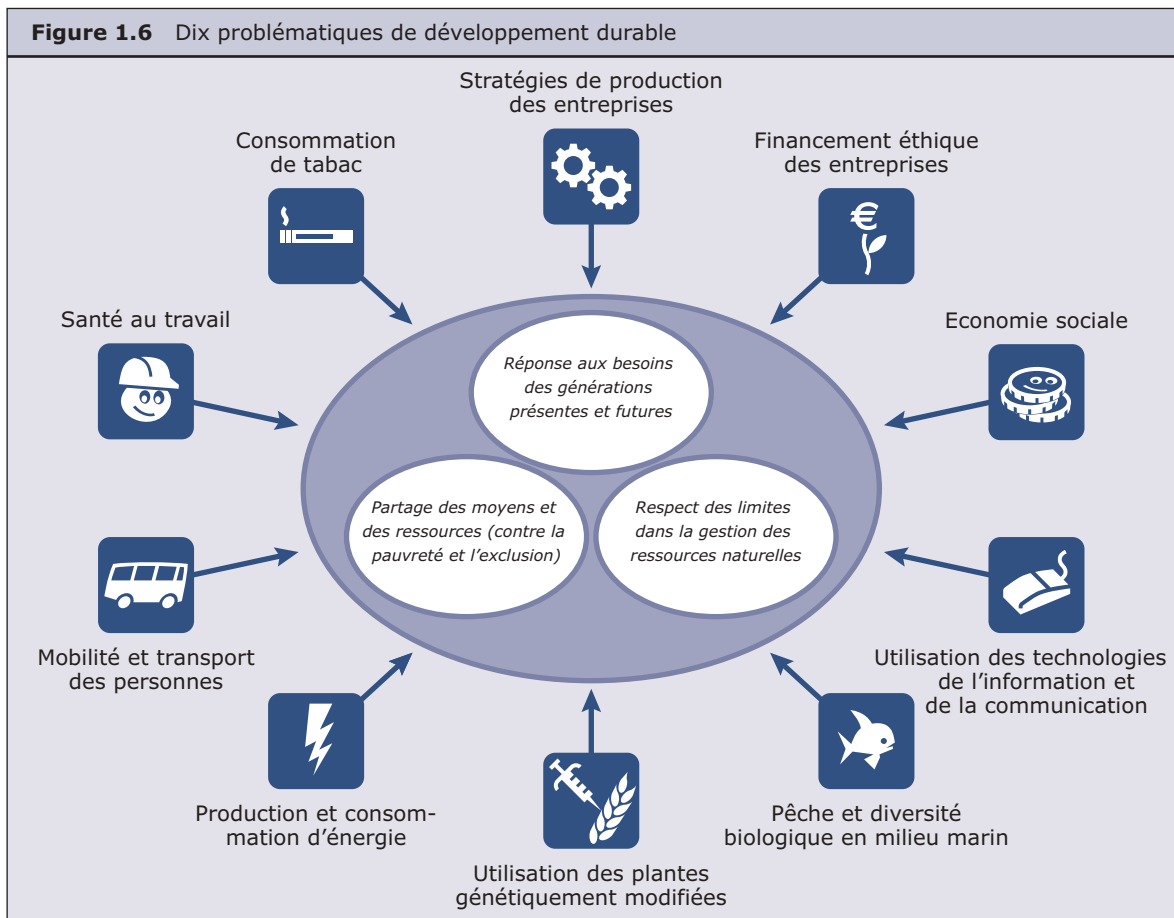 Figure 1.6 Dix problématiques de développement durable
Stratégies de production
des entreprises
Consommation
de tabac
Financement éthique
des entreprises
€
Santé au travail
Economie sociale
Réponse aux besoins
des générations
présentes et futures
Partage des moyens et
des ressources (contre la
pauvreté et l'exclusion)
Respect des limites
dans la gestion des
ressources naturelles
Mobilité et transport
des personnes
Utilisation des technologies
de l'information et
de la communication
Production et consom-
mation d'énergie
Pêche et diversité
biologique en milieu marin
Utilisation des plantes
génétiquement modifiées